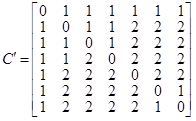 C' = [0 1 1 1 1 1 1
1 0 1 1 2 2 2
1 1 0 1 2 2 2
1 1 2 0 2 2 2
1 2 2 2 0 2 2
1 2 2 2 2 0 1
1 2 2 2 2 1 0]